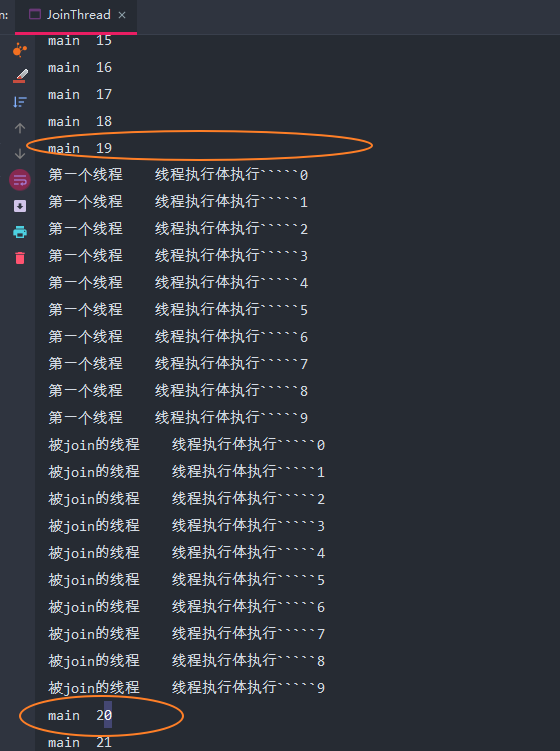 n: JoinThread ×
main 15
main 16
main 17
main 18
main 19
第一个线程 线程执行体执行`````0
第一个线程 线程执行体执行`````1
第一个线程 线程执行体执行`````2
第一个线程 线程执行体执行`````3
第一个线程 线程执行体执行`````4
第一个线程 线程执行体执行`````5
第一个线程 线程执行体执行`````6
第一个线程 线程执行体执行`````7
第一个线程 线程执行体执行`````8
第一个线程 线程执行体执行`````9
被join的线程 线程执行体执行`````0
被join的线程 线程执行体执行`````1
被join的线程 线程执行体执行`````2
被join的线程 线程执行体执行`````3
被join的线程 线程执行体执行`````4
被join的线程 线程执行体执行`````5
被join的线程 线程执行体执行`````6
被join的线程 线程执行体执行`````7
被join的线程 线程执行体执行`````8
被join的线程 线程执行体执行`````9
main 20
main 21